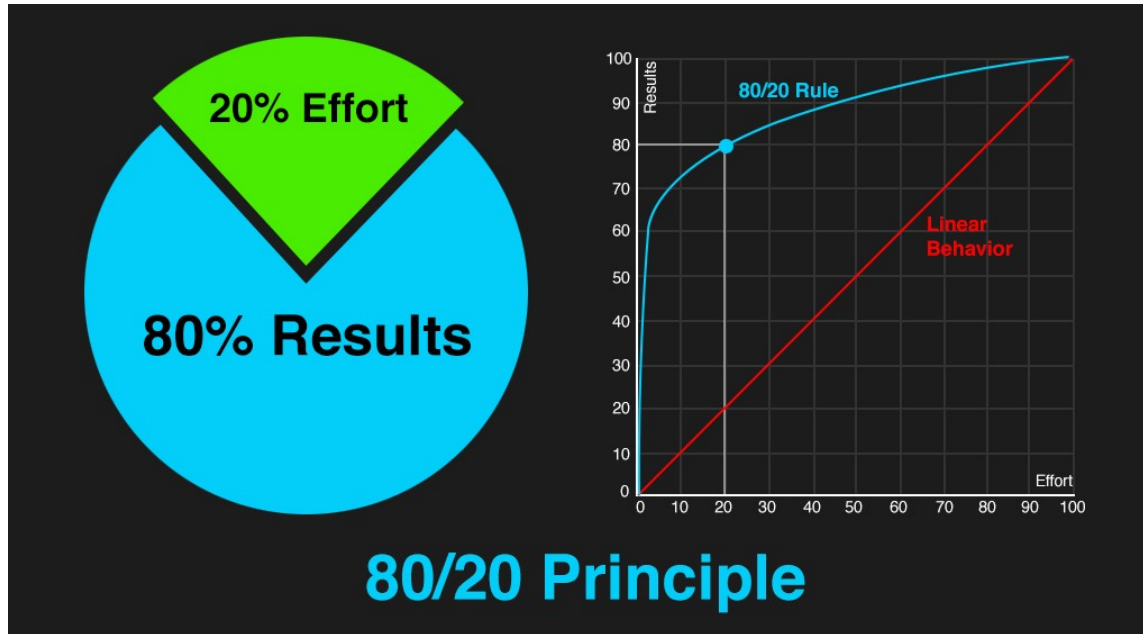 20% Effort
80% Results
Results
100
90
80
70
60
50
40
30
20
10
0
80/20 Rule
Linear
Behavior
Effort
0 10 20 30 40 50 60 70 80 90 100
80/20 Principle